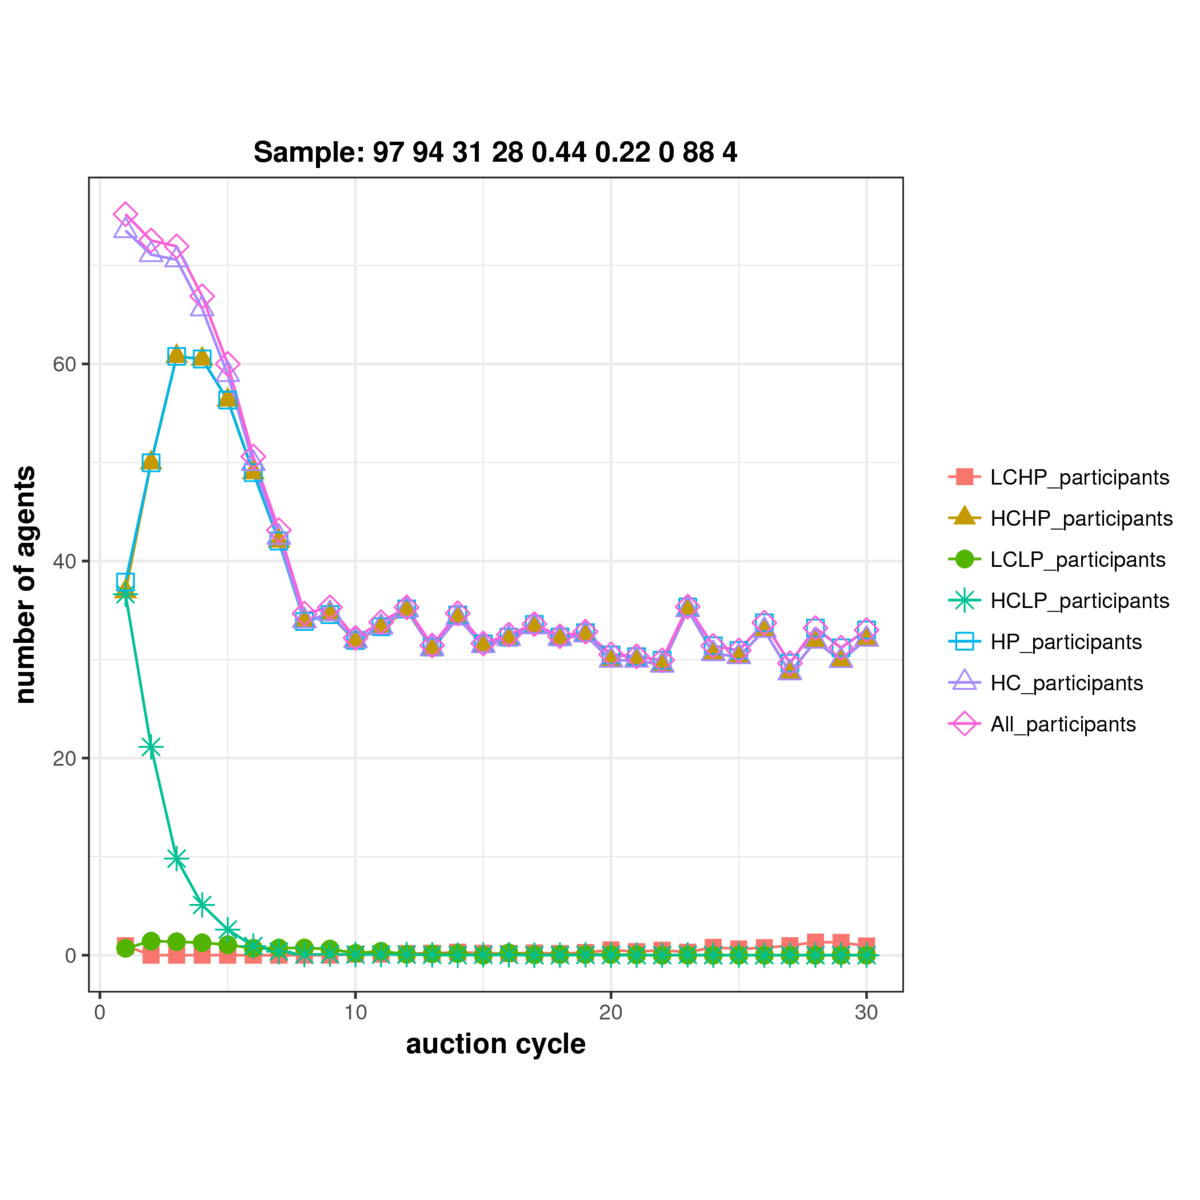 Sample: 97 94 31 28 0.44 0.22 0 88 4
number of agents
60
40
20
0
0
10
20
30
auction cycle
LCHP_participants
HCHP_participants
LCLP_participants
HCLP_participants
HP_participants
HC_participants
All_participants